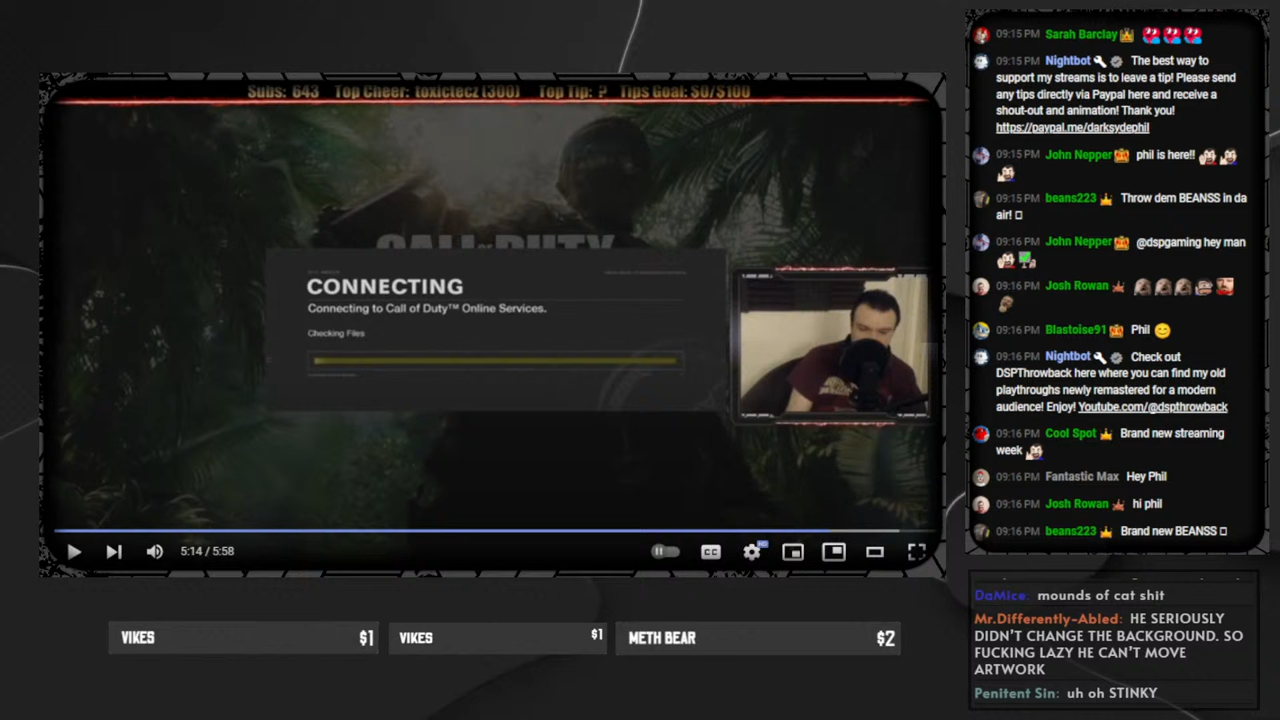 Subs: 643 Top Cheer: toxictecz (300) Top Tip: ? Tips Goal: $0/$100
CALL OF DUTY
CONNECTING
Connecting to Call of Duty™ Online Services.
Checking Files
5:14 / 5:58
CC
HD
VIKES $1
VIKES $1
METH BEAR $2
09:15 PM Sarah Barclay
09:15 PM Nightbot The best way to
support my streams is to leave a tip! Please send
any tips directly via Paypal here and receive a
shout-out and animation! Thank you!
https://paypal.me/darksydephil
09:15 PM John Nepper phil is here!!
09:15 PM beans223 Throw dem BEANSS in da
air!
09:16 PM John Nepper @dspgaming hey man
09:16 PM Josh Rowan
09:16 PM Blastoise91 Phil 😊
09:16 PM Nightbot Check out
DSPThrowback here where you can find my old
playthroughs newly remastered for a modern
audience! Enjoy! Youtube.com/@dspthrowback
09:16 PM Cool Spot Brand new streaming
week
09:16 PM Fantastic Max Hey Phil
09:16 PM Josh Rowan hi phil
09:16 PM beans223 Brand new BEANSS
DaMice: mounds of cat shit
Mr.Differently-Abled: HE SERIOUSLY
DIDN'T CHANGE THE BACKGROUND. SO
FUCKING LAZY HE CAN'T MOVE
ARTWORK
Penitent Sin: uh oh STINKY